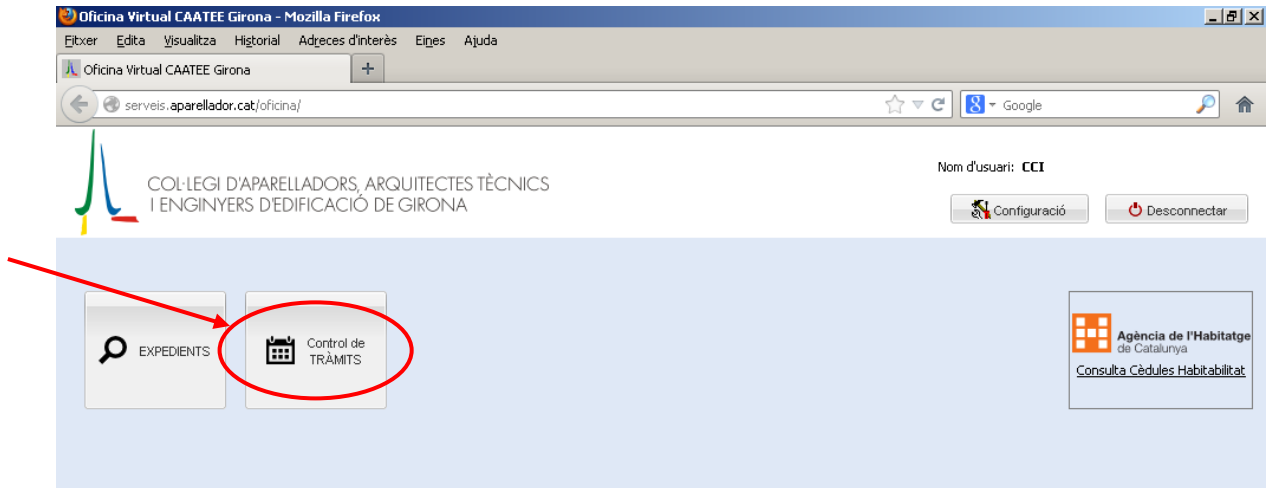 Oficina Virtual CAATEE Girona - Mozilla Firefox
Fitxer Edita Visualitza Historial Adreces d'interès Eines Ajuda
Oficina Virtual CAATEE Girona
serveis.aparellador.cat/oficina/
Google
COL·LEGI D'APARELLADORS, ARQUITECTES TÈCNICS
I ENGINYERS D'EDIFICACIÓ DE GIRONA
Nom d'usuari: CCI
Configuració
Desconnectar
EXPEDIENTS
Control de
TRÀMITS
Agència de l'Habitatge
de Catalunya
Consulta Cèdules Habitabilitat